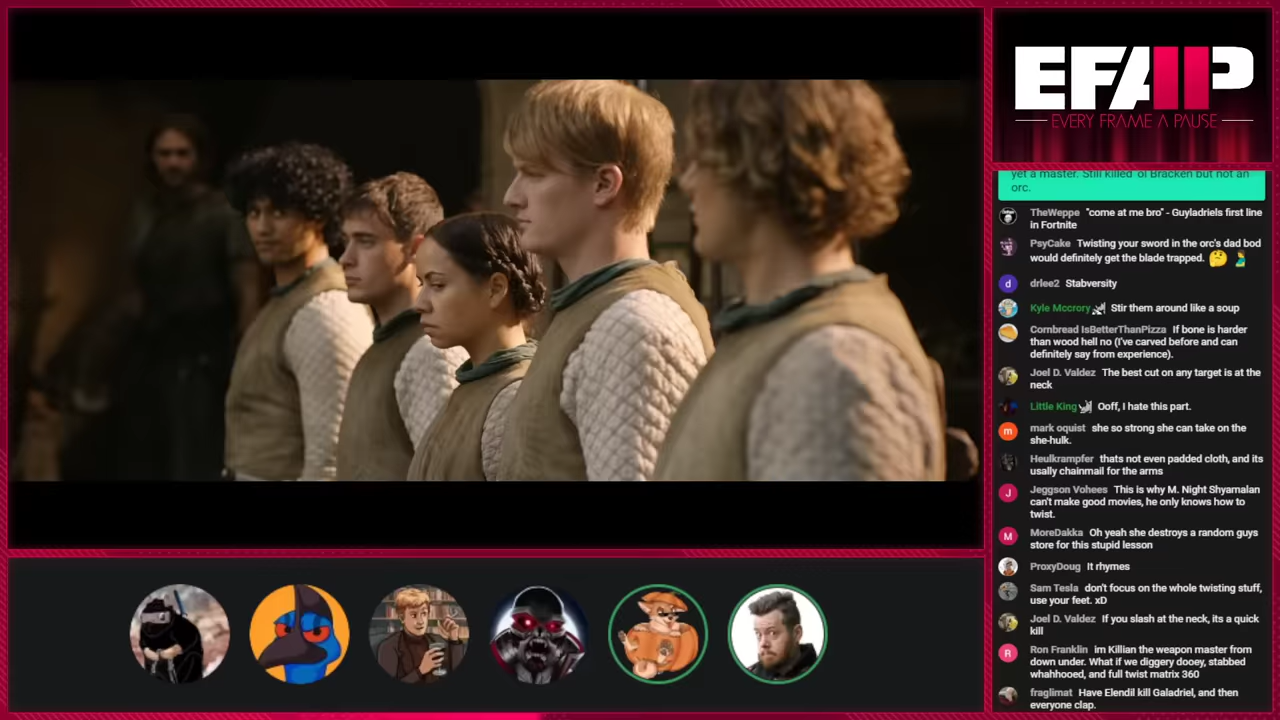 EFAP
EVERY FRAME A PAUSE
yet a master. Still killed ol Bracken but not an
orc.
TheWeppe "come at me bro" - Guyladriels first line
in Fortnite
PsyCake Twisting your sword in the orc's dad bod
would definitely get the blade trapped.
d drlee2 Stabversity
Kyle Mccrory Stir them around like a soup
Cornbread IsBetterThanPizza If bone is harder
than wood hell no (I've carved before and can
definitely say from experience).
Joel D. Valdez The best cut on any target is at the
neck
Little King Ooff, I hate this part.
m mark oquist she so strong she can take on the
she-hulk.
Heulkrampfer thats not even padded cloth, and its
usally chainmail for the arms
J Jeggson Vohees This is why M. Night Shyamalan
can't make good movies, he only knows how to
twist.
M MoreDakka Oh yeah she destroys a random guys
store for this stupid lesson
ProxyDoug It rhymes
Sam Tesla don't focus on the whole twisting stuff,
use your feet. xD
Joel D. Valdez If you slash at the neck, its a quick
kill
R Ron Franklin im Killian the weapon master from
down under. What if we diggery dooey, stabbed
whahhooed, and full twist matrix 360
fraglimat Have Elendil kill Galadriel, and then
everyone clap.